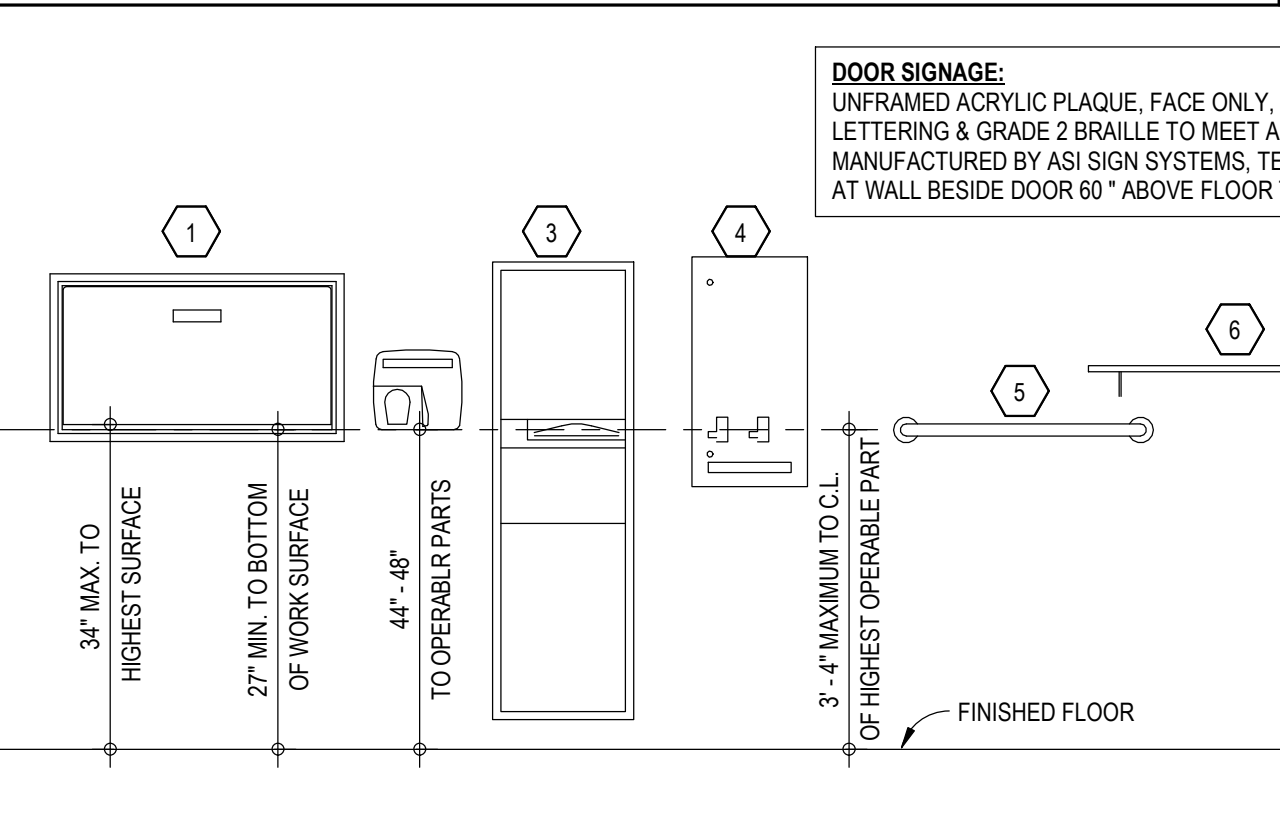 DOOR SIGNAGE:
UNFRAMED ACRYLIC PLAQUE, FACE ONLY,
LETTERING & GRADE 2 BRAILLE TO MEET
MANUFACTURED BY ASI SIGN SYSTEMS,
AT WALL BESIDE DOOR 60 " ABOVE FLOOR
1
3
4
6
5
34" MAX. TO
HIGHEST SURFACE
27" MIN. TO BOTTOM
OF WORK SURFACE
44" - 48"
TO OPERABLR PARTS
3' - 4" MAXIMUM TO C.L.
OF HIGHEST OPERABLE PART
FINISHED FLOOR